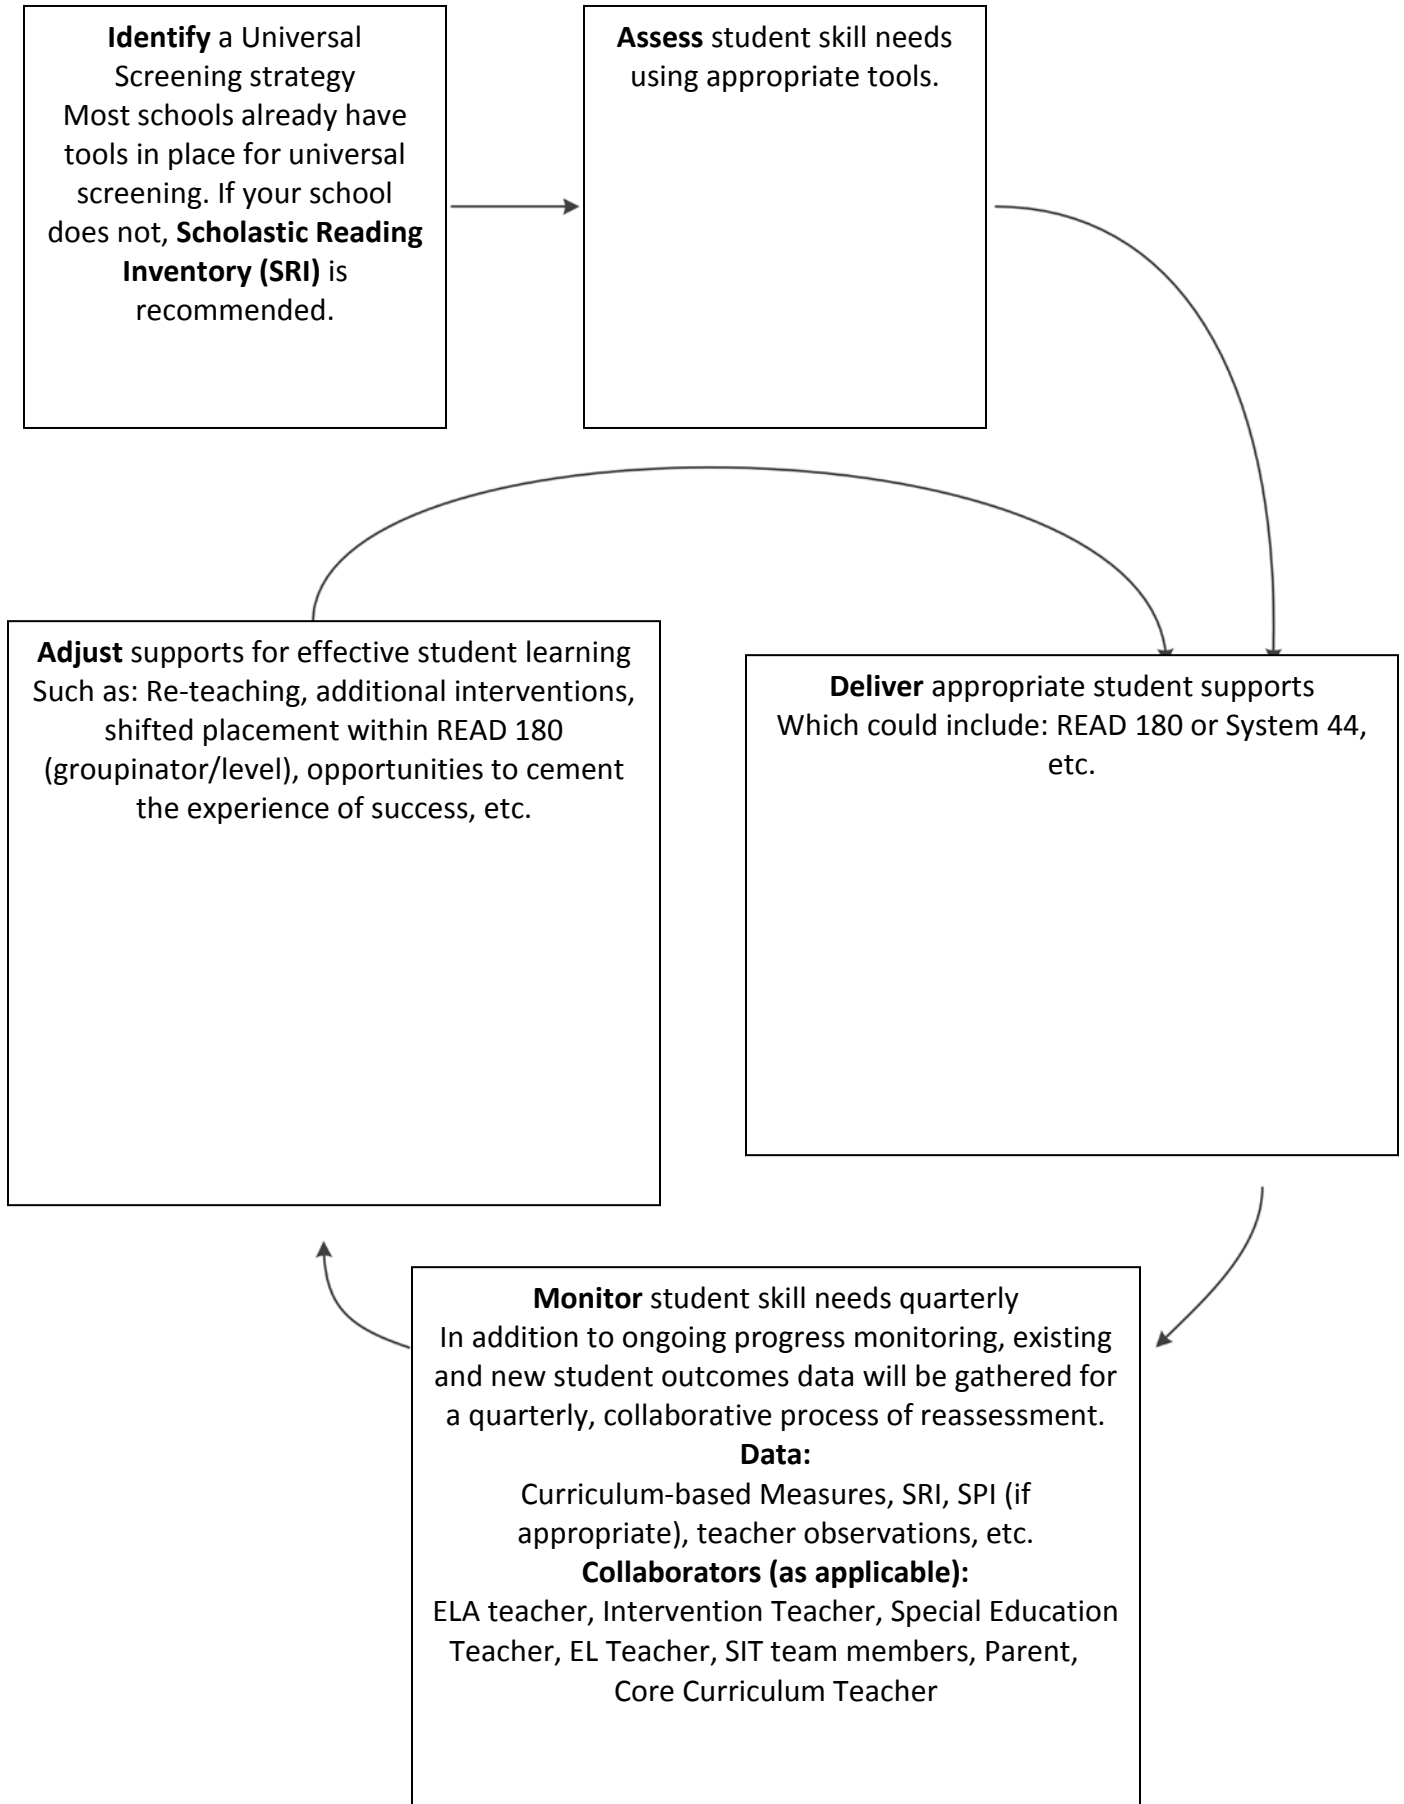 Identify a Universal
Screening strategy
Most schools already have
tools in place for universal
screening. If your school
does not, Scholastic Reading
Inventory (SRI) is
recommended.
Assess student skill needs
using appropriate tools.
Adjust supports for effective student learning
Such as: Re-teaching, additional interventions,
shifted placement within READ 180
(groupinator/level), opportunities to cement
the experience of success, etc.
Deliver appropriate student supports
Which could include: READ 180 or System 44,
etc.
Monitor student skill needs quarterly
In addition to ongoing progress monitoring, existing
and new student outcomes data will be gathered for
a quarterly, collaborative process of reassessment.
Data:
Curriculum-based Measures, SRI, SPI (if
appropriate), teacher observations, etc.
Collaborators (as applicable):
ELA teacher, Intervention Teacher, Special Education
Teacher, EL Teacher, SIT team members, Parent,
Core Curriculum Teacher